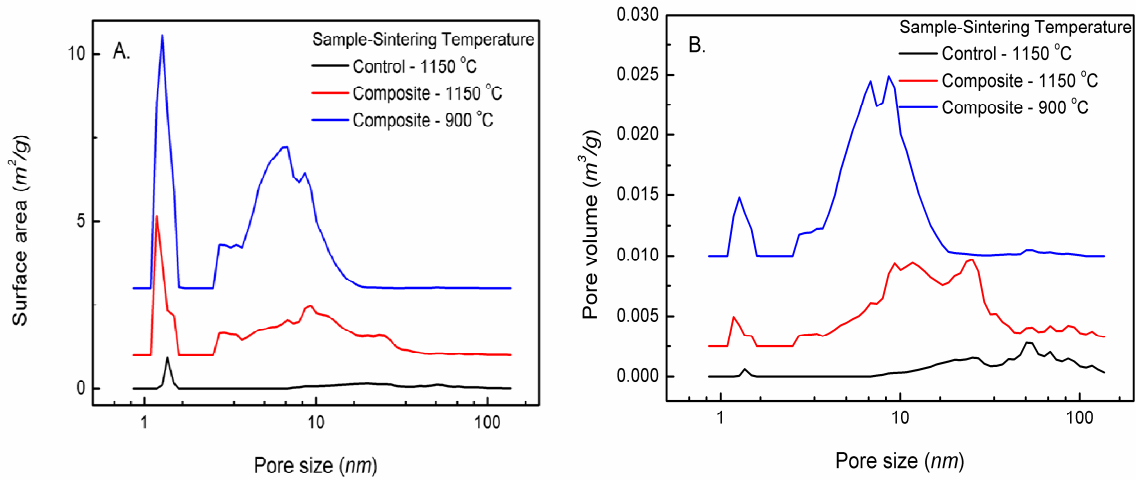 A.
Sample-Sintering Temperature
Control - 1150 °C
Composite - 1150 °C
Composite - 900 °C
10
5
0
Surface area (m²/g)
1
10
100
Pore size (nm)
B.
Sample-Sintering Temperature
Control - 1150 °C
Composite - 1150 °C
Composite - 900 °C
0.030
0.025
0.020
0.015
0.010
0.005
0.000
Pore volume (m³/g)
1
10
100
Pore size (nm)